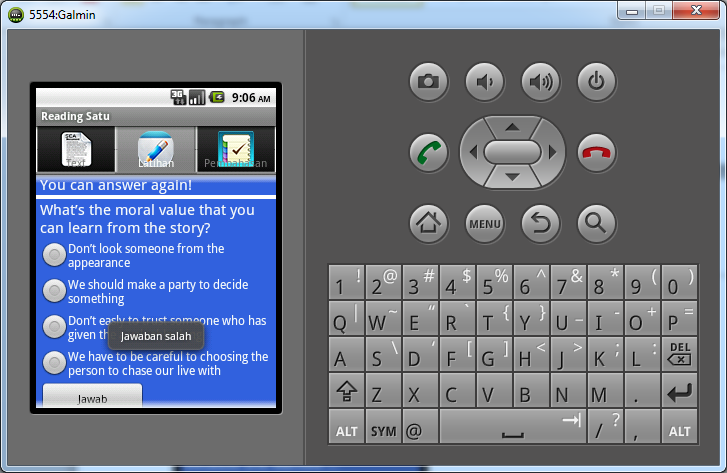 5554:Galmin
3G 9:06 AM
Reading Satu
Text Latihan Pembahasan
You can answer again!
What's the moral value that you
can learn from the story?
Don't look someone from the
appearance
We should make a party to decide
something
Don't easly to trust someone who has
given
Jawaban salah
We have to be careful to choosing the
person to chase our live with
Jawab
MENU
1 ! 2 @ 3 # 4 $ 5 % 6 ^ 7 & 8 * 9 ( 0 )
Q | W ~ E “ R ` T { Y } U _ I - O + P =
A S \ D ‘ F [ G ] H < J > K ; L : DEL
Z X C V B N M .
ALT SYM @ / ? , ALT